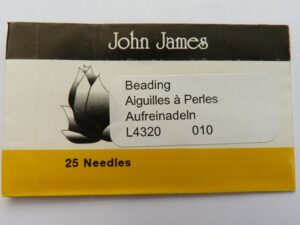 John James
Beading
Aiguilles à Perles
Aufreinadeln
L4320 010
25 Needles